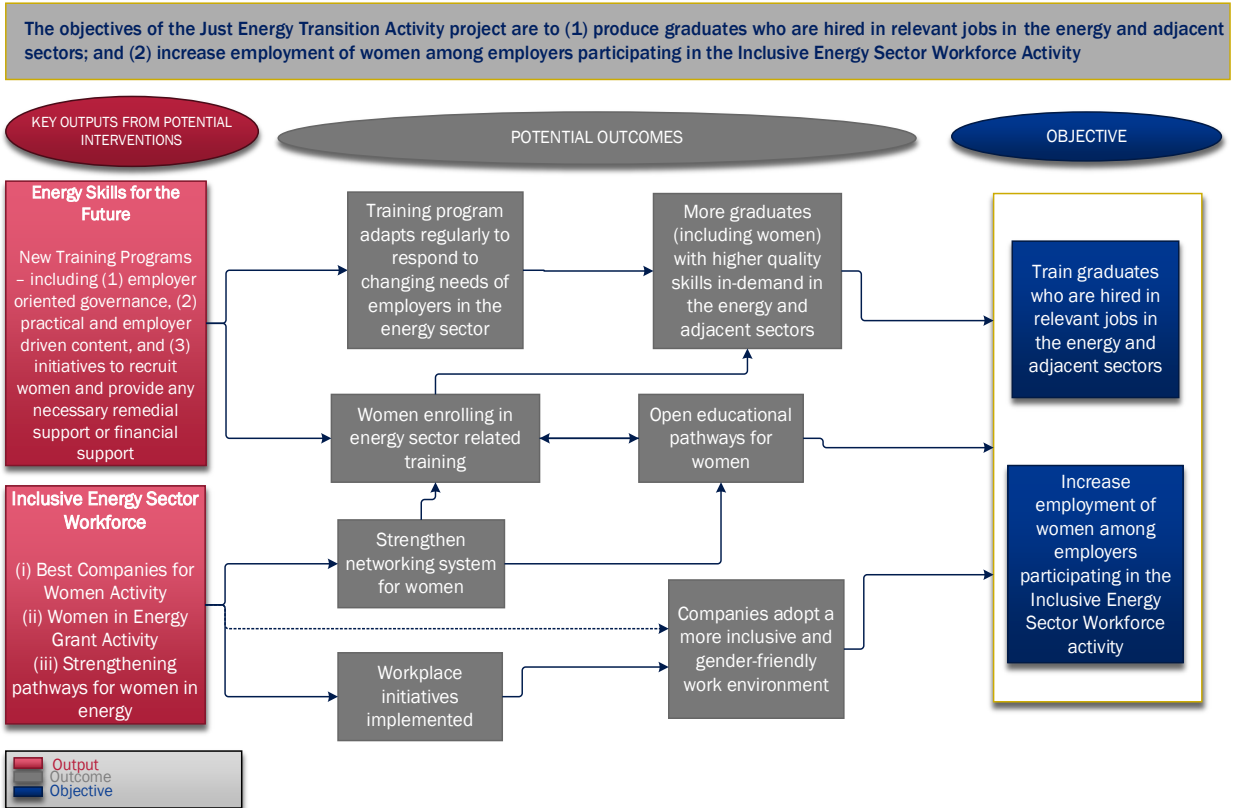 The objectives of the Just Energy Transition Activity project are to (1) produce graduates who are hired in relevant jobs in the energy and adjacent
sectors; and (2) increase employment of women among employers participating in the Inclusive Energy Sector Workforce Activity
KEY OUTPUTS FROM POTENTIAL
INTERVENTIONS
POTENTIAL OUTCOMES
OBJECTIVE
Energy Skills for the
Future
New Training Programs
– including (1) employer
oriented governance, (2)
practical and employer
driven content, and (3)
initiatives to recruit
women and provide any
necessary remedial
support or financial
support
Training program
adapts regularly to
respond to
changing needs of
employers in the
energy sector
More graduates
(including women)
with higher quality
skills in-demand in
the energy and
adjacent sectors
Train graduates
who are hired in
relevant jobs in
the energy and
adjacent sectors
Women enrolling in
energy sector related
training
Open educational
pathways for
women
Inclusive Energy Sector
Workforce
(i) Best Companies for
Women Activity
(ii) Women in Energy
Grant Activity
(iii) Strengthening
pathways for women in
energy
Strengthen
networking system
for women
Workplace
initiatives
implemented
Companies adopt a
more inclusive and
gender-friendly
work environment
Increase
employment of
women among
employers
participating in the
Inclusive Energy
Sector Workforce
activity
Output
Outcome
Objective